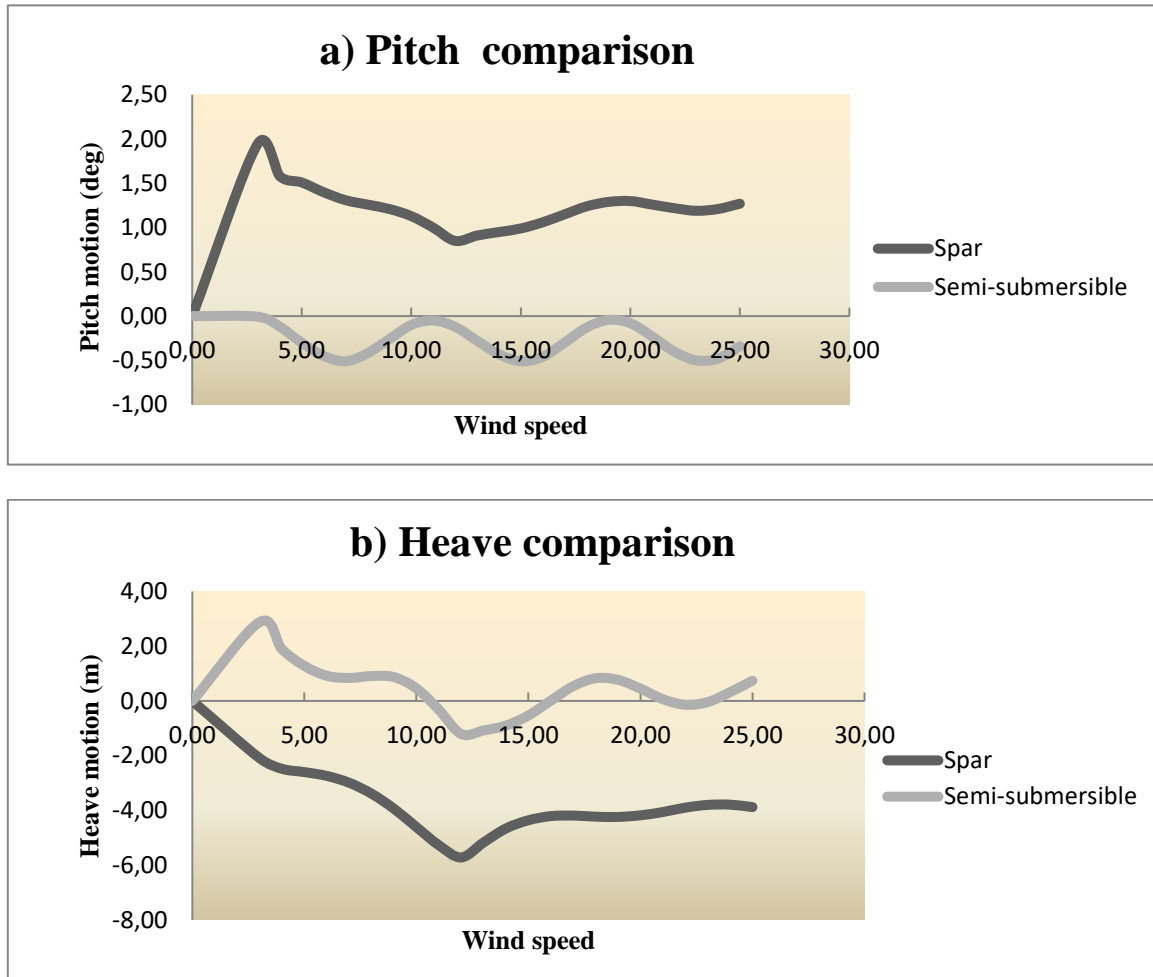 a) Pitch comparison
2,50
2,00
1,50
1,00
0,50
0,00
-0,50
-1,00
Pitch motion (deg)
0,00 5,00 10,00 15,00 20,00 25,00 30,00
Wind speed
Spar
Semi-submersible
b) Heave comparison
4,00
2,00
0,00
-2,00
-4,00
-6,00
-8,00
Heave motion (m)
0,00 5,00 10,00 15,00 20,00 25,00 30,00
Wind speed
Spar
Semi-submersible